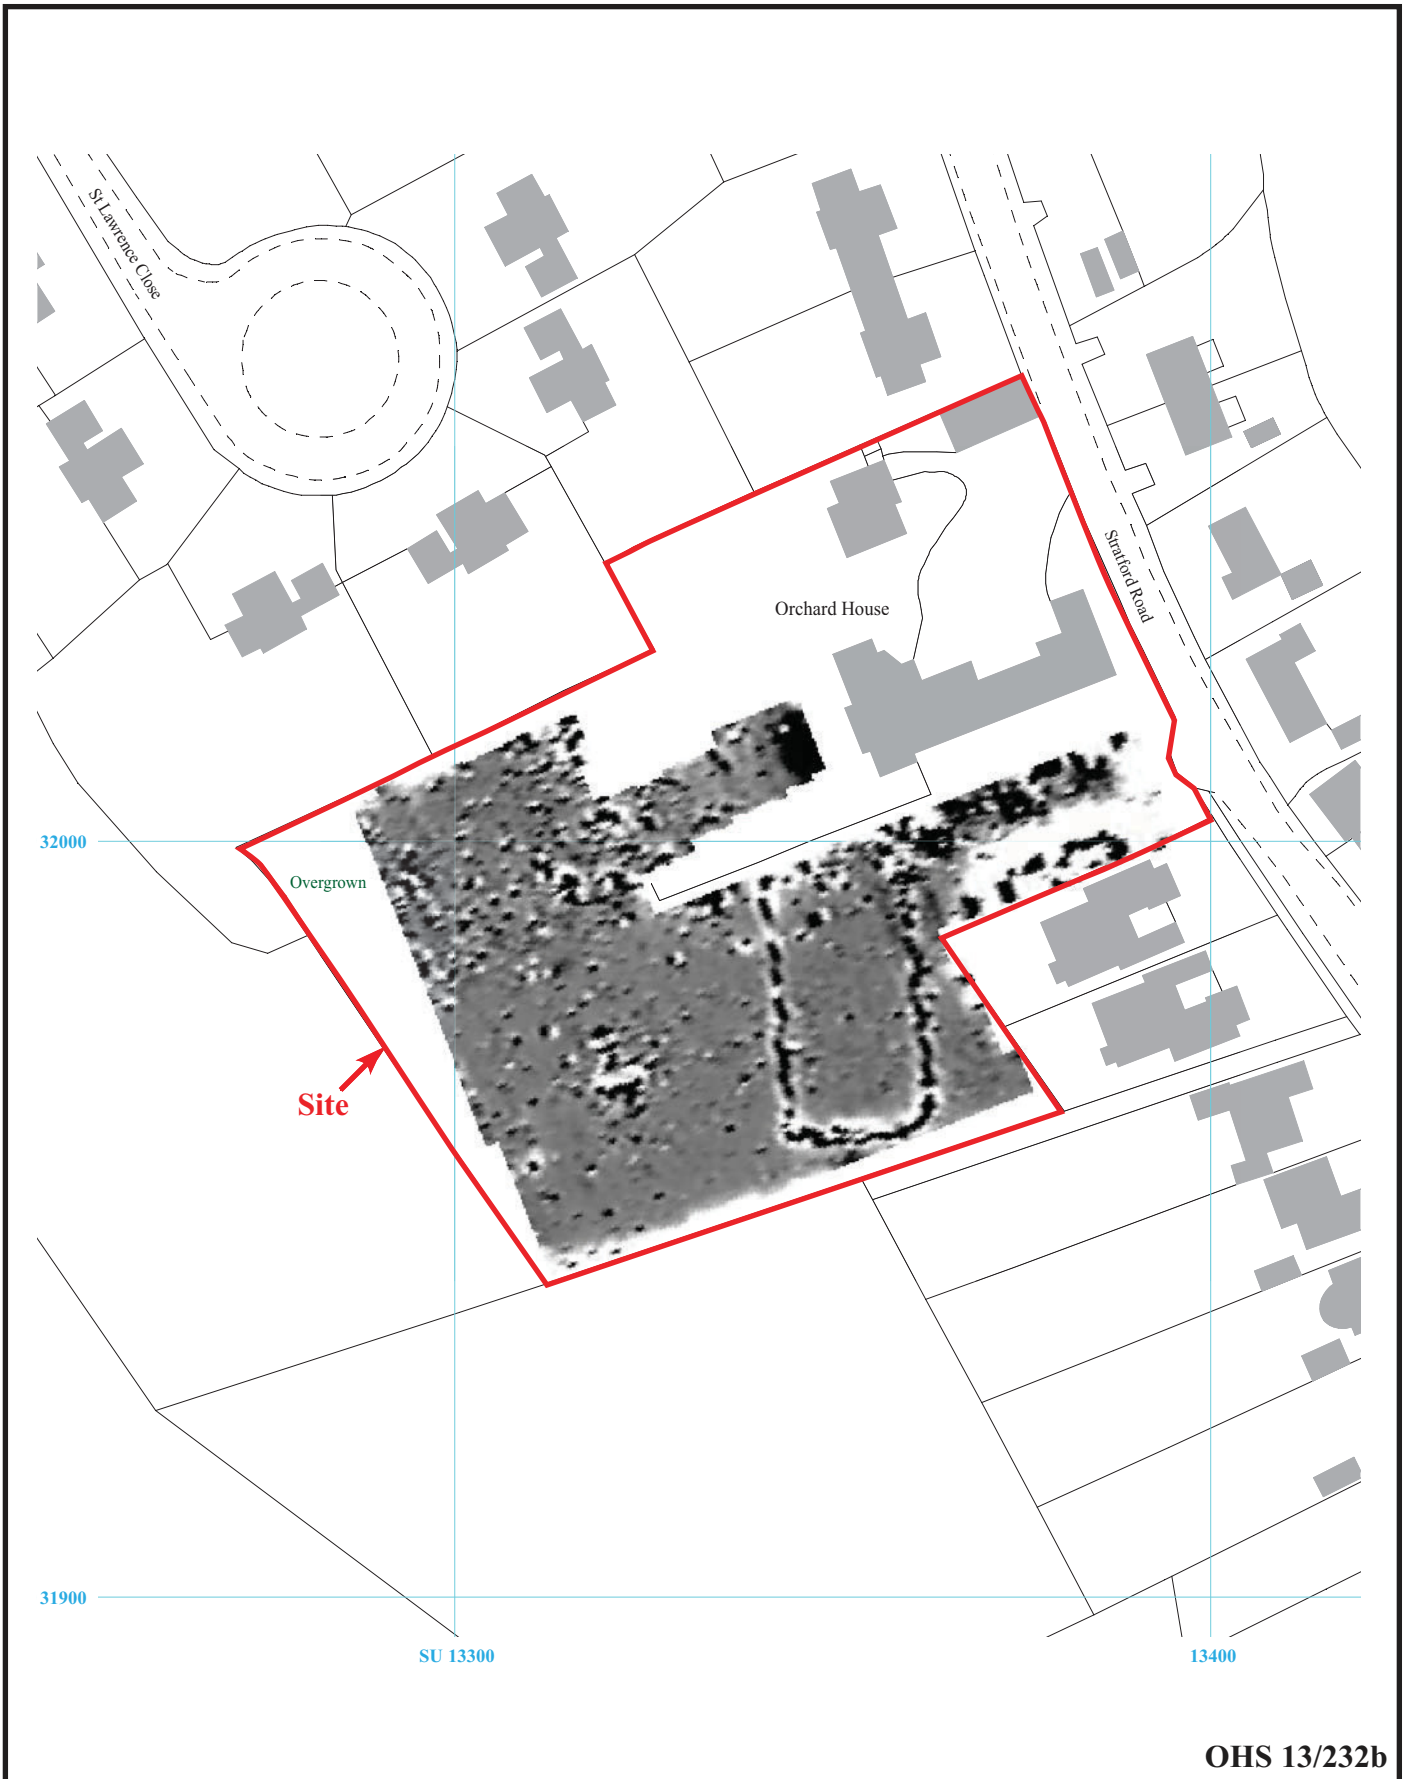 St Lawrence Close
Stratford Road
Orchard House
32000
Overgrown
Site
31900
SU 13300
13400
OHS 13/232b